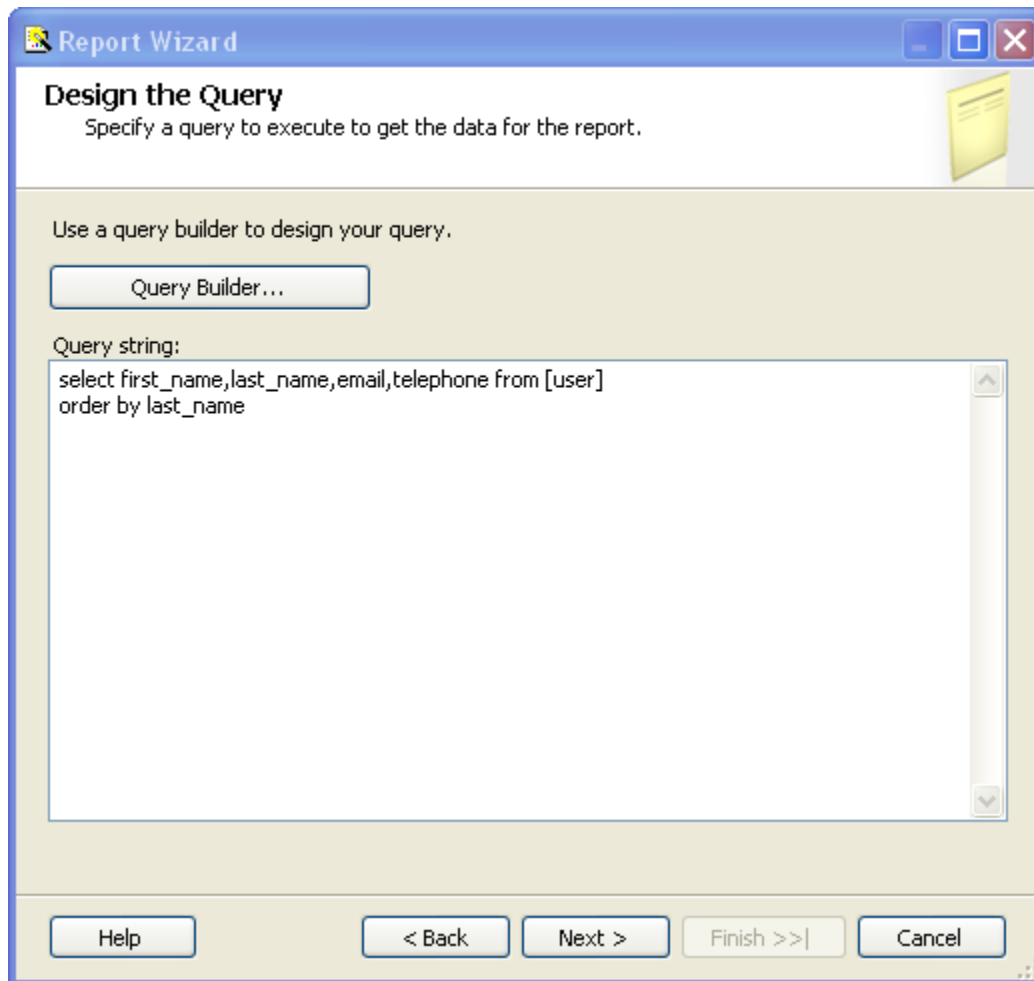 Report Wizard
Design the Query
Specify a query to execute to get the data for the report.
Use a query builder to design your query.
Query Builder...
Query string:
select first_name,last_name,email,telephone from [user]
order by last_name
Help
< Back
Next >
Finish >>|
Cancel